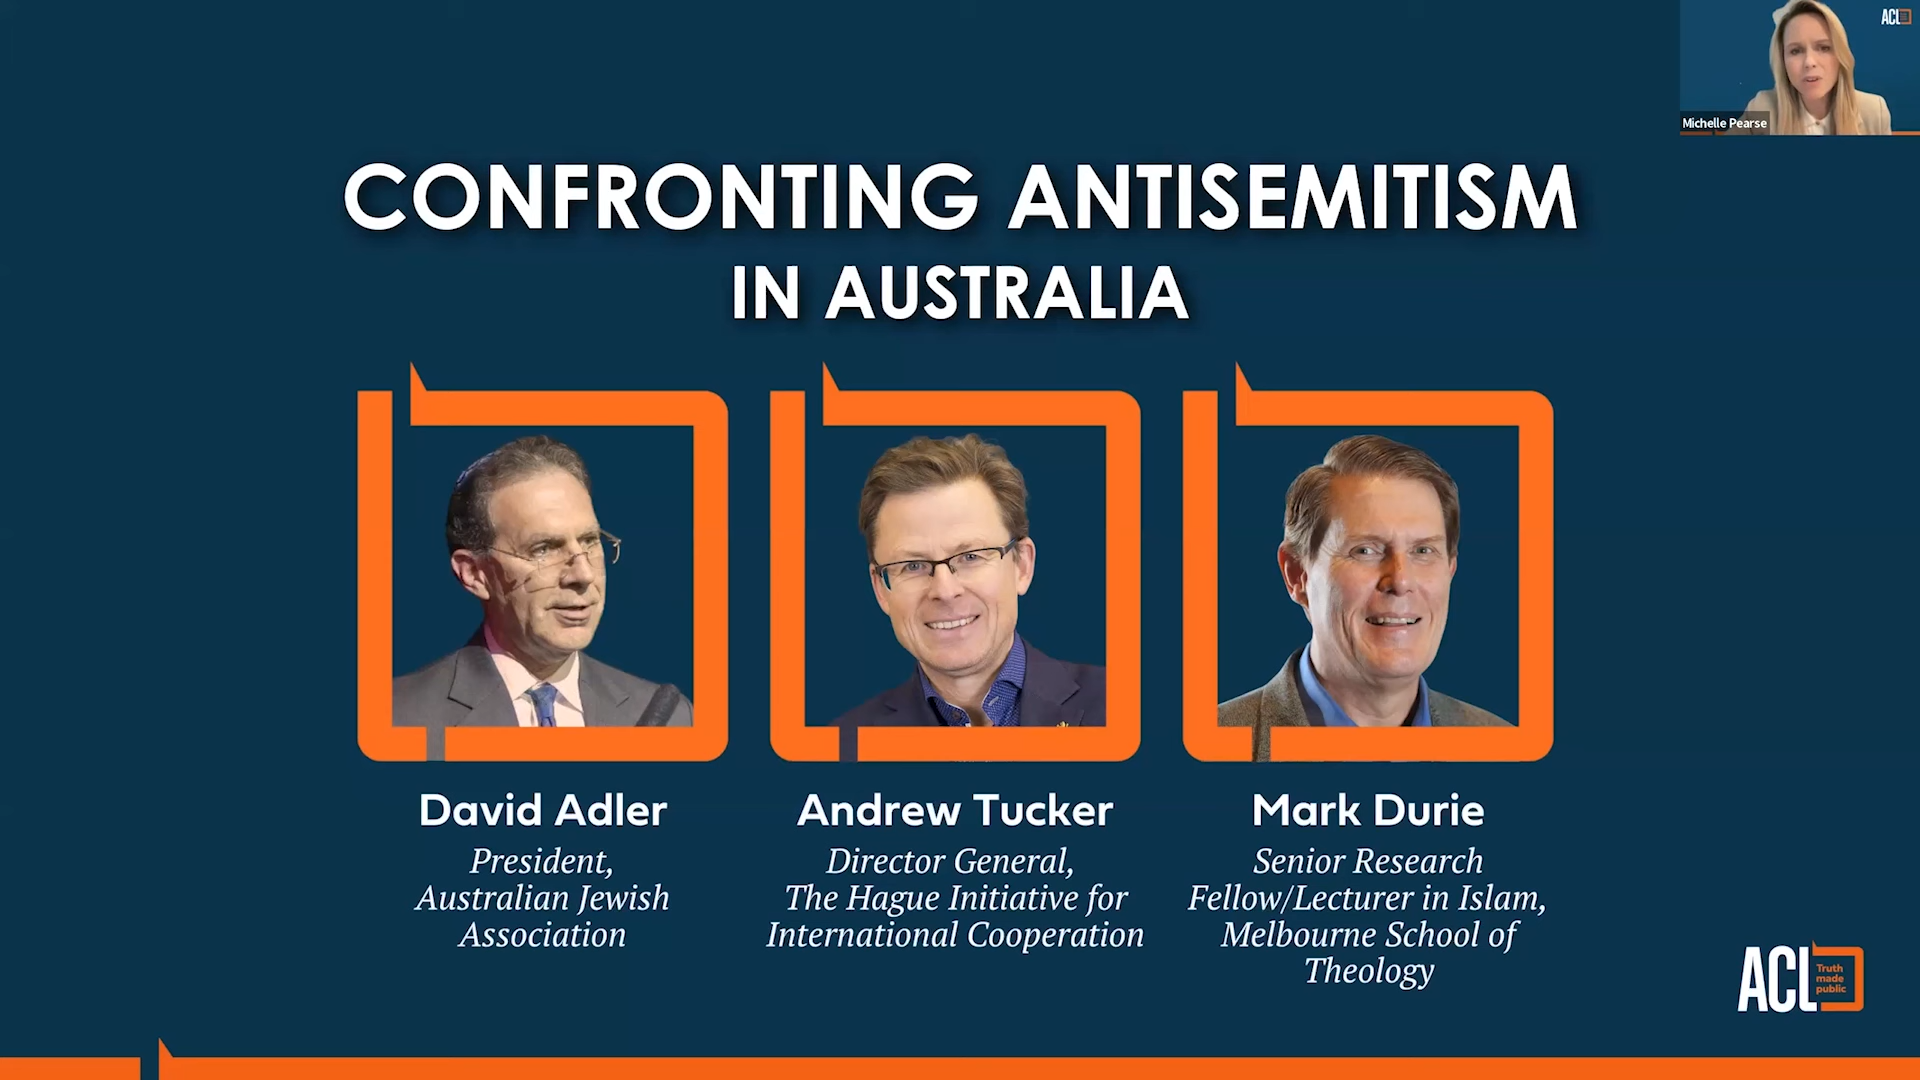 ACL
Michelle Pearse
CONFRONTING ANTISEMITISM
IN AUSTRALIA
David Adler
President,
Australian Jewish
Association
Andrew Tucker
Director General,
The Hague Initiative for
International Cooperation
Mark Durie
Senior Research
Fellow/Lecturer in Islam,
Melbourne School of
Theology
ACL
Truth
made
public